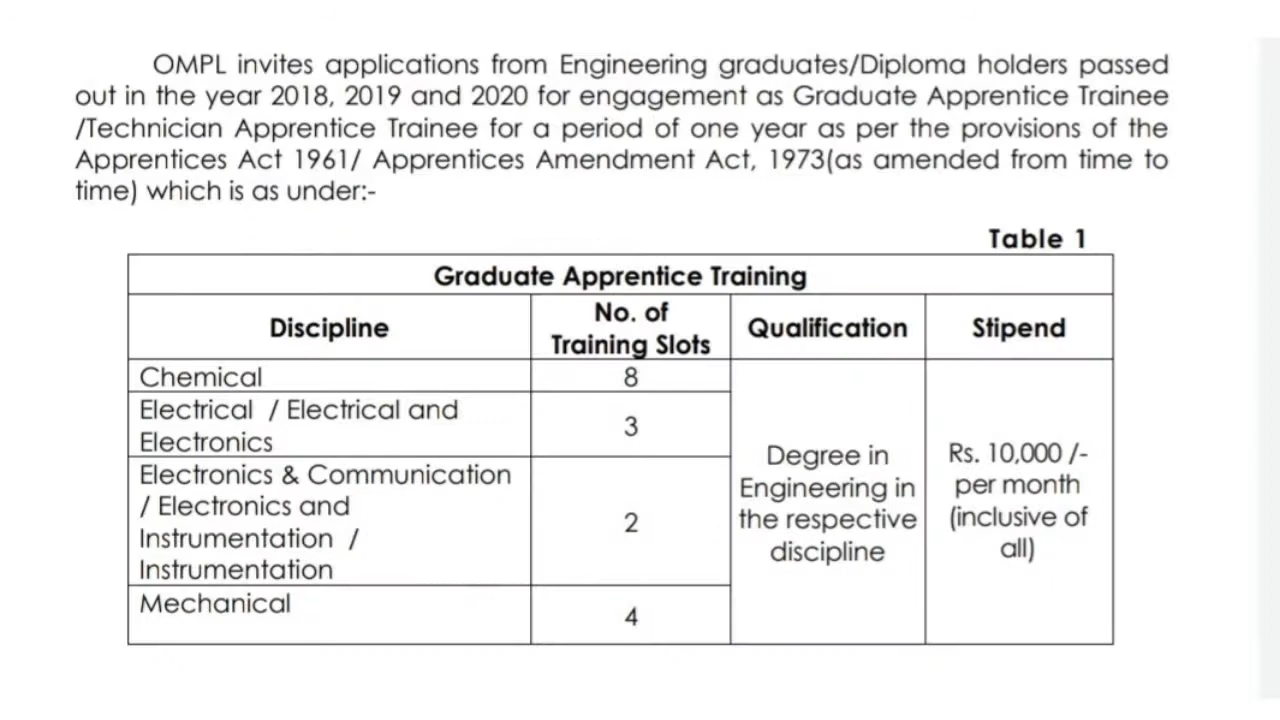 OMPL invites applications from Engineering graduates/Diploma holders passed
out in the year 2018, 2019 and 2020 for engagement as Graduate Apprentice Trainee
/Technician Apprentice Trainee for a period of one year as per the provisions of the
Apprentices Act 1961/ Apprentices Amendment Act, 1973(as amended from time to
time) which is as under:-
Table 1
Graduate Apprentice Training
Discipline
No. of
Training Slots
Qualification
Stipend
Chemical
8
Electrical / Electrical and
Electronics
3
Electronics & Communication
/ Electronics and
Instrumentation /
Instrumentation
2
Mechanical
4
Degree in
Engineering in
the respective
discipline
Rs. 10,000 /-
per month
(inclusive of
all)